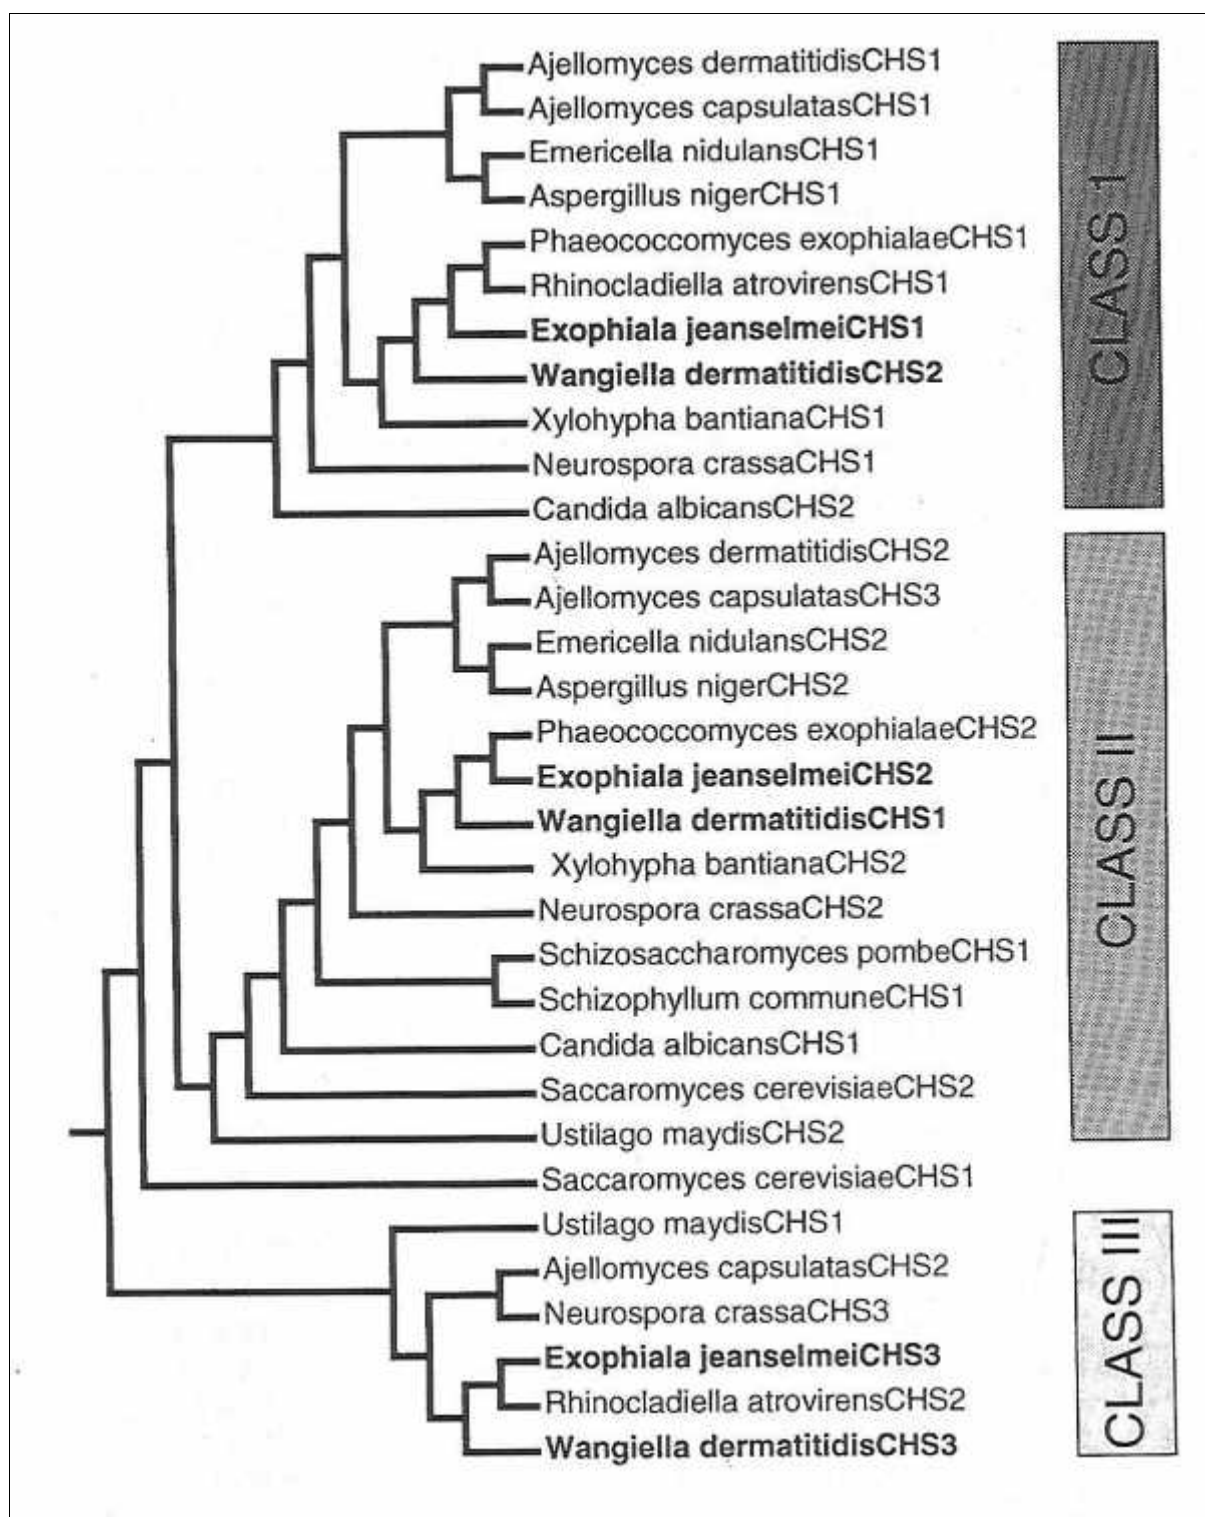 Ajellomyces dermatitidisCHS1
Ajellomyces capsulatasCHS1
Emericella nidulansCHS1
Aspergillus nigerCHS1
Phaeococcomyces exophialaeCHS1
Rhinocladiella atrovirensCHS1
Exophiala jeanselmeiCHS1
Wangiella dermatitidisCHS2
Xylohypha bantianaCHS1
Neurospora crassaCHS1
Candida albicansCHS2
CLASS 1
Ajellomyces dermatitidisCHS2
Ajellomyces capsulatasCHS3
Emericella nidulansCHS2
Aspergillus nigerCHS2
Phaeococcomyces exophialaeCHS2
Exophiala jeanselmeiCHS2
Wangiella dermatitidisCHS1
Xylohypha bantianaCHS2
Neurospora crassaCHS2
Schizosaccharomyces pombeCHS1
Schizophyllum communeCHS1
Candida albicansCHS1
Saccaromyces cerevisiaeCHS2
Ustilago maydisCHS2
CLASS II
Saccaromyces cerevisiaeCHS1
Ustilago maydisCHS1
Ajellomyces capsulatasCHS2
Neurospora crassaCHS3
Exophiala jeanselmeiCHS3
Rhinocladiella atrovirensCHS2
Wangiella dermatitidisCHS3
CLASS III